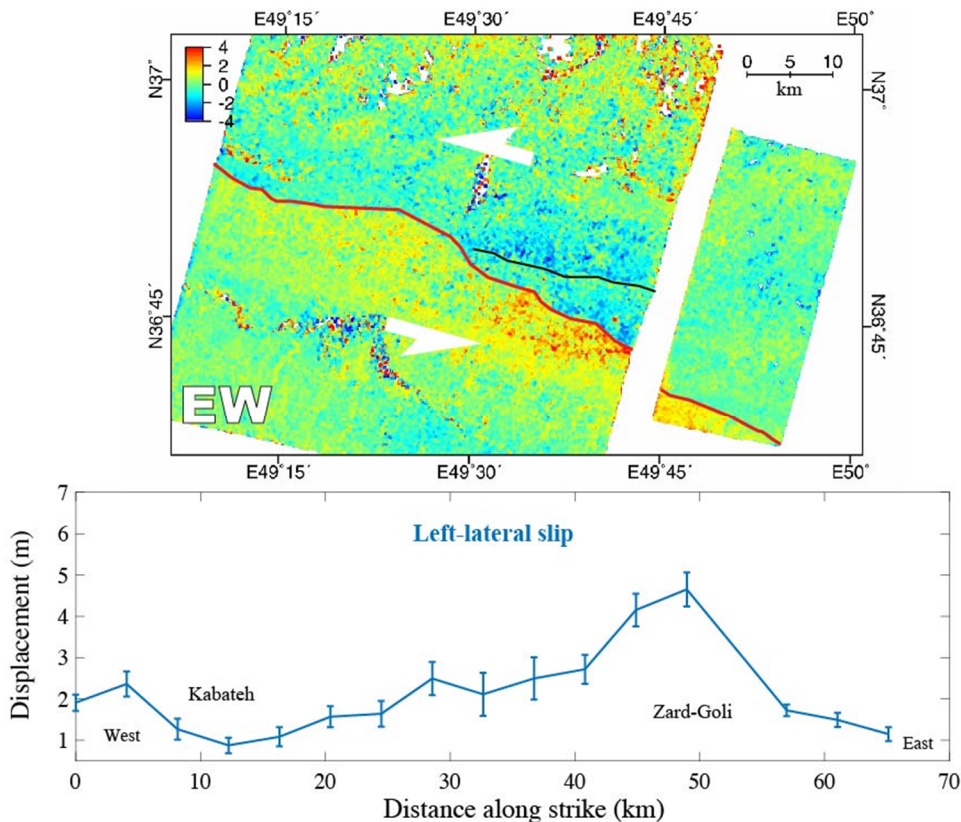 E49°15´ E49°30´ E49°45´ E50°
4
2
0
-2
-4
0 5 10
km
N37°
N37°
N36°45´
N36°45´
EW
E49°15´ E49°30´ E49°45´ E50°
7
6
5
4
3
2
1
Displacement (m)
Left-lateral slip
Kabateh
West
Zard-Goli
East
0 10 20 30 40 50 60 70
Distance along strike (km)